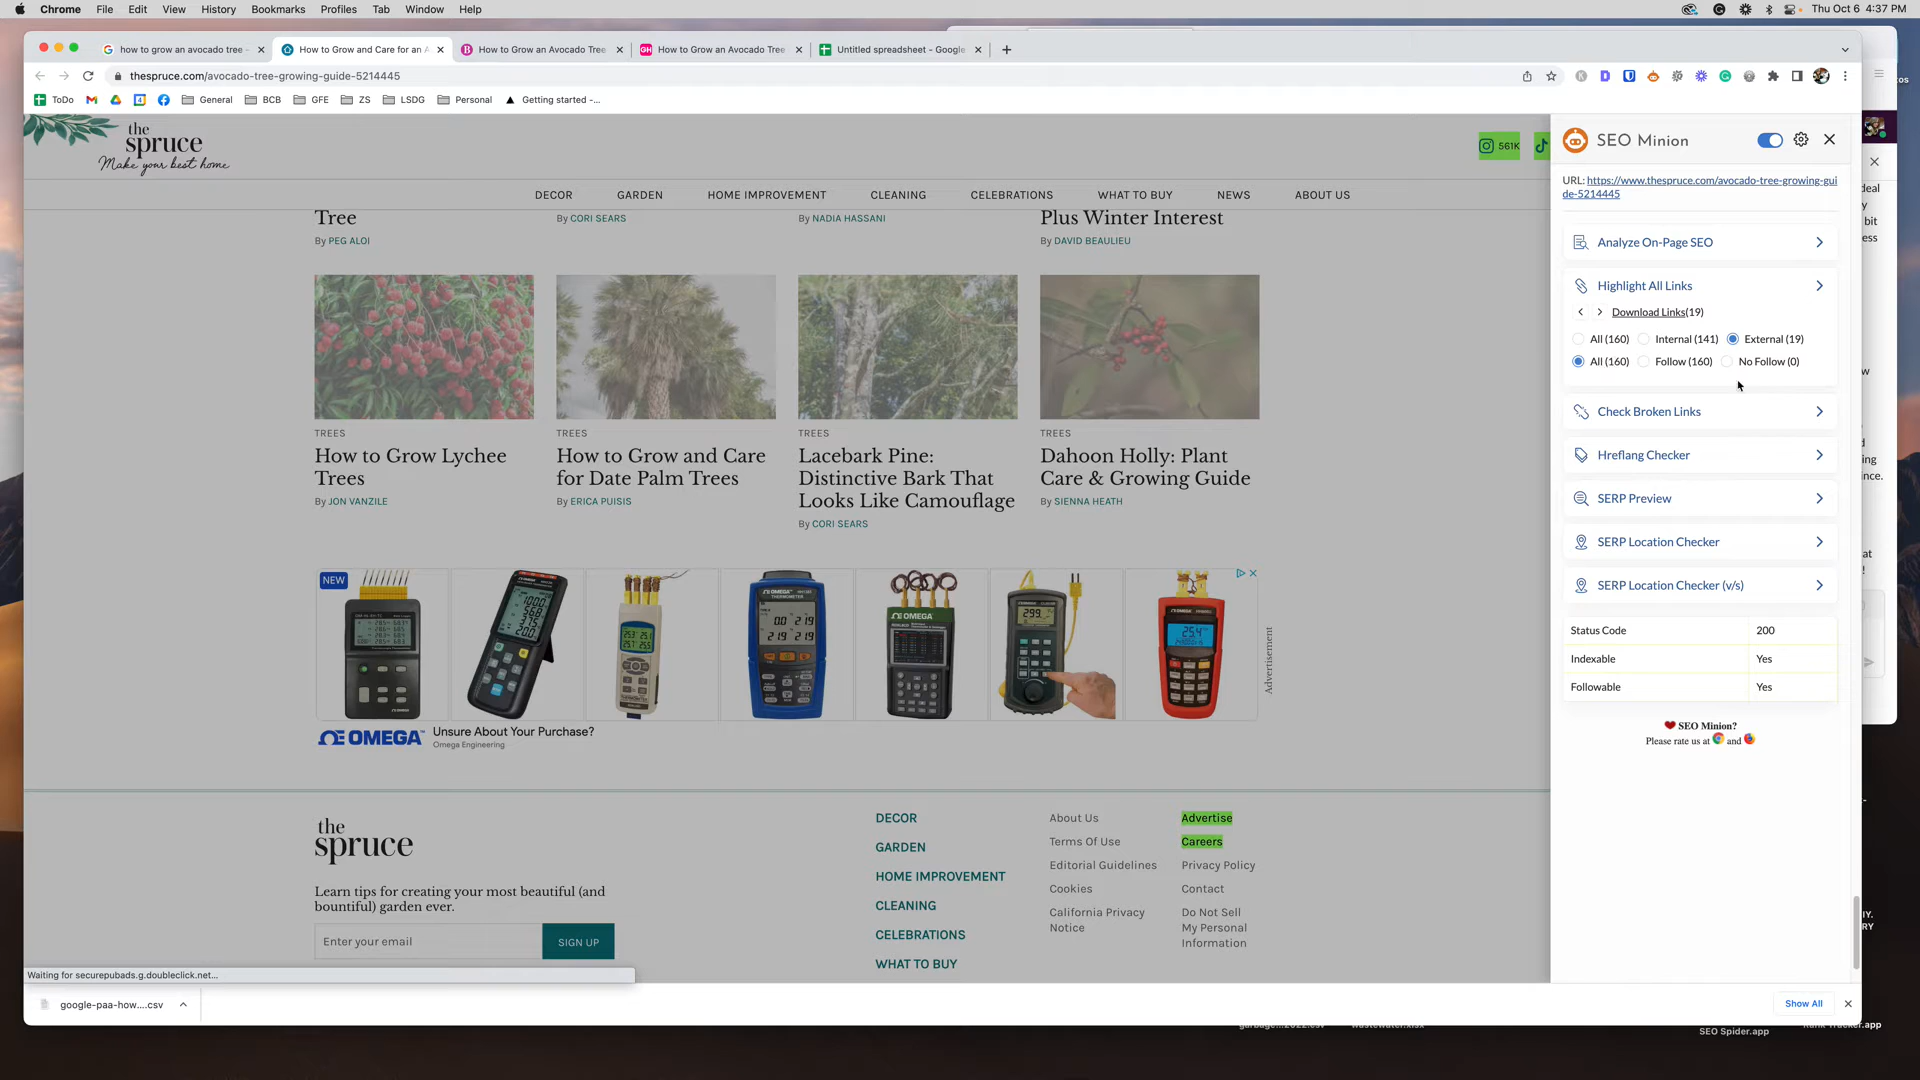 Chrome File Edit View History Bookmarks Profiles Tab Window Help
Thu Oct 6 4:37 PM
how to grow an avocado tree -
How to Grow and Care for an A
How to Grow an Avocado Tree
How to Grow an Avocado Tree
Untitled spreadsheet - Google
thespruce.com/avocado-tree-growing-guide-5214445
ToDo General BCB GFE ZS LSDG Personal Getting started -...
the
spruce
Make your best home
561K
DECOR GARDEN HOME IMPROVEMENT CLEANING CELEBRATIONS WHAT TO BUY NEWS ABOUT US
Tree
By PEG ALOI
By CORI SEARS
By NADIA HASSANI
Plus Winter Interest
By DAVID BEAULIEU
TREES
How to Grow Lychee
Trees
By JON VANZILE
TREES
How to Grow and Care
for Date Palm Trees
By ERICA PUISIS
TREES
Lacebark Pine:
Distinctive Bark That
Looks Like Camouflage
By CORI SEARS
TREES
Dahoon Holly: Plant
Care & Growing Guide
By SIENNA HEATH
NEW
Advertisement
OMEGA
Unsure About Your Purchase?
Omega Engineering
the
spruce
Learn tips for creating your most beautiful (and
bountiful) garden ever.
Enter your email
SIGN UP
DECOR
GARDEN
HOME IMPROVEMENT
CLEANING
CELEBRATIONS
WHAT TO BUY
About Us
Terms Of Use
Editorial Guidelines
Cookies
California Privacy
Notice
Advertise
Careers
Privacy Policy
Contact
Do Not Sell
My Personal
Information
SEO Minion
URL: https://www.thespruce.com/avocado-tree-growing-gui
de-5214445
Analyze On-Page SEO
Highlight All Links
Download Links(19)
All (160) Internal (141) External (19)
All (160) Follow (160) No Follow (0)
Check Broken Links
Hreflang Checker
SERP Preview
SERP Location Checker
SERP Location Checker (v/s)
Status Code 200
Indexable Yes
Followable Yes
SEO Minion?
Please rate us at and
Waiting for securepubads.g.doubleclick.net...
google-paa-how....csv
Show All
SEO Spider.app